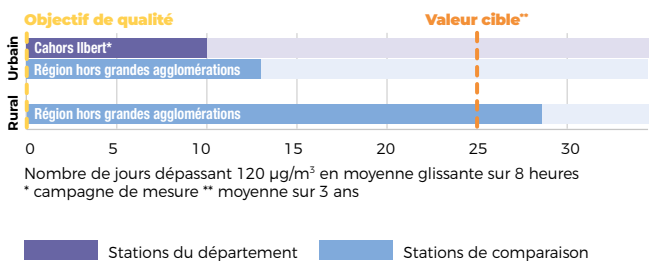 Objectif de qualité Valeur cible**
Urbain
Cahors Ilbert*
Région hors grandes agglomérations
Rural
Région hors grandes agglomérations
0 5 10 15 20 25 30
Nombre de jours dépassant 120 µg/m³ en moyenne glissante sur 8 heures
* campagne de mesure ** moyenne sur 3 ans
Stations du département Stations de comparaison